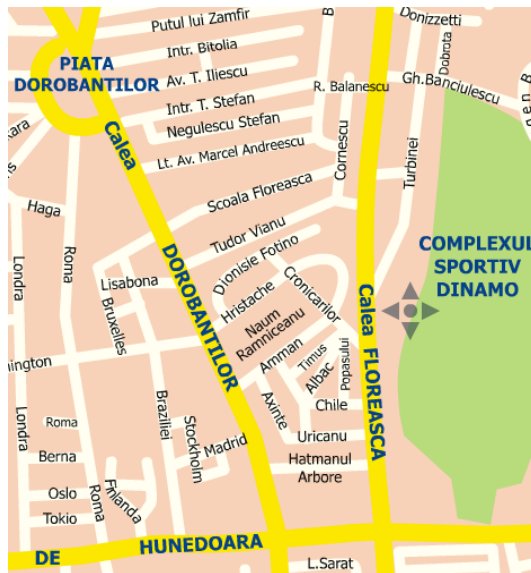 Putul lui Zamfir
Donizzetti
Dobrota
Intr. Bitolia
PIATA
DOROBANTILOR
Av. T. Iliescu
R. Balanescu
Gh.Banciulescu
Intr. T. Stefan
Negulescu Stefan
Calea
Lt. Av. Marcel Andreescu
Cornescu
Turbinei
Scoala Floreasca
Haga
Roma
Londra
Tudor Vianu
Dionisie Fotino
Lisabona
Bruxelles
DOROBANTILOR
Hristache
Cronicarilor
Calea
FLOREASCA
COMPLEXUL
SPORTIV
DINAMO
Naum
Ramniceanu
Amman
Timus
Albac
Popasului
Axinte
Chile
Uricanu
Hatmanul
Arbore
Braziliei
Stockholm
Madrid
Londra
Roma
Berna
Oslo
Tokio
Roma
Finlanda
DE
HUNEDOARA
L.Sarat